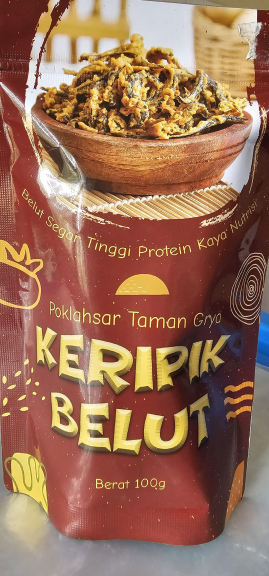 Belut Segar Tinggi Protein Kaya Nutrisi
Poklahsar Taman Grya
KERIPIK
BELUT
Berat 100g